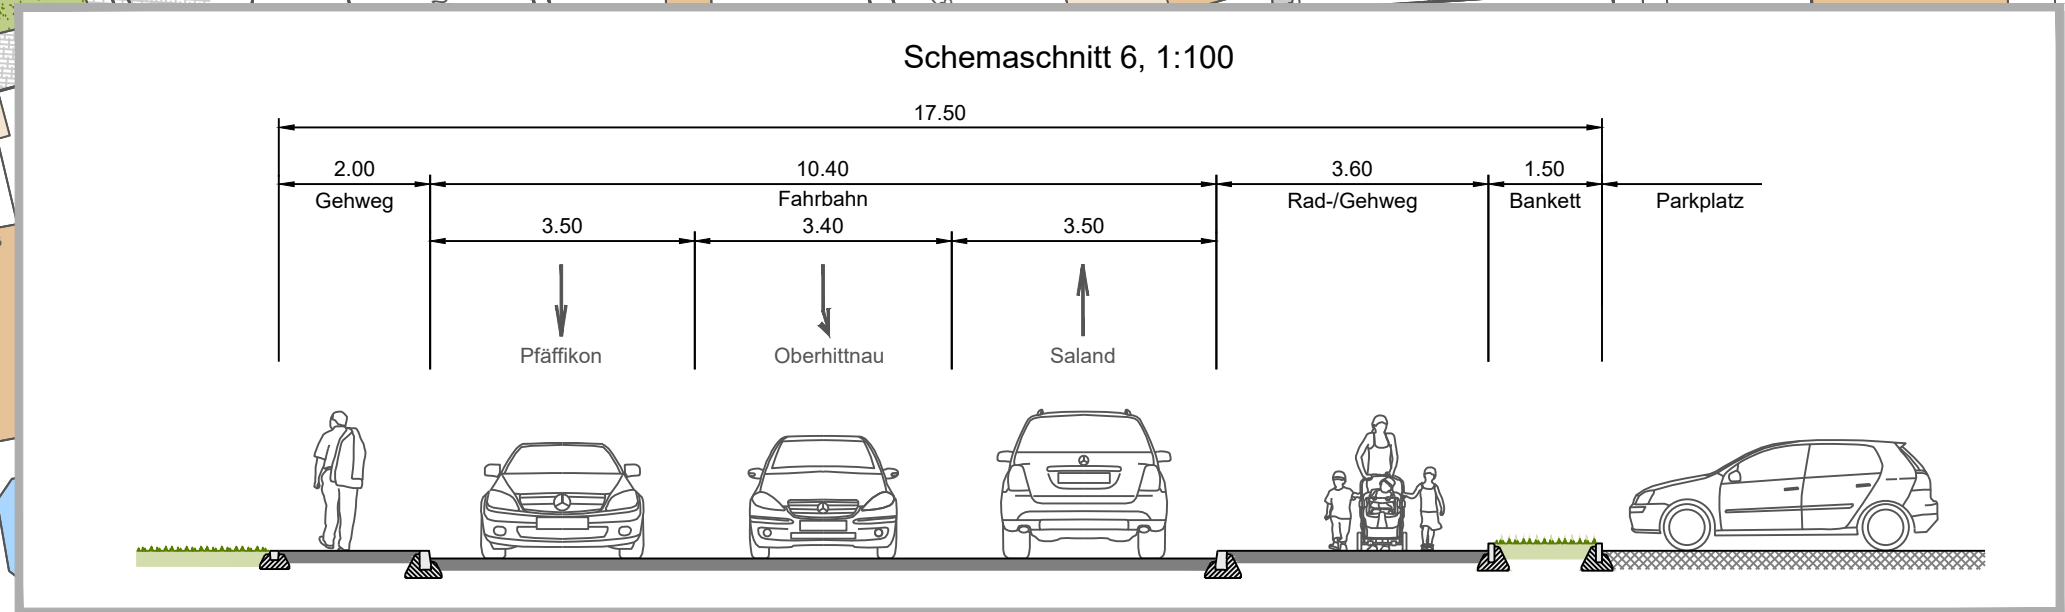 Schemaschnitt 6, 1:100
17.50
2.00 10.40 3.60 1.50
Gehweg Fahrbahn Rad-/Gehweg Bankett Parkplatz
3.50 3.40 3.50
Pfäffikon Oberhittnau Saland